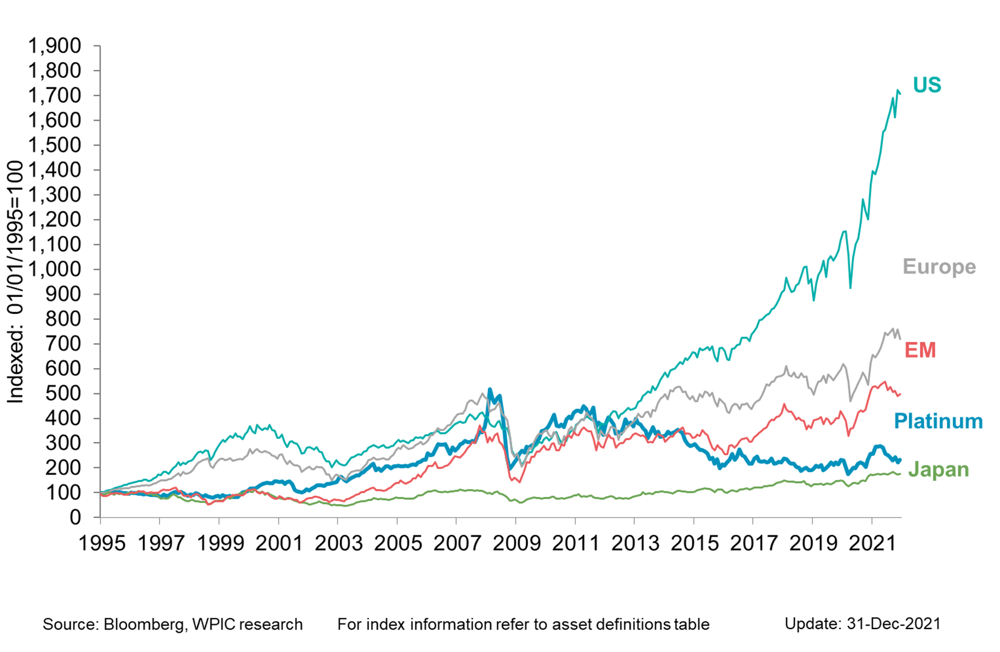 1,900
1,800
1,700
1,600
1,500
1,400
1,300
1,200
1,100
1,000
900
800
700
600
500
400
300
200
100
0
Indexed: 01/01/1995=100
US
Europe
EM
Platinum
Japan
1995 1997 1999 2001 2003 2005 2007 2009 2011 2013 2015 2017 2019 2021
Source: Bloomberg, WPIC research For index information refer to asset definitions table Update: 31-Dec-2021